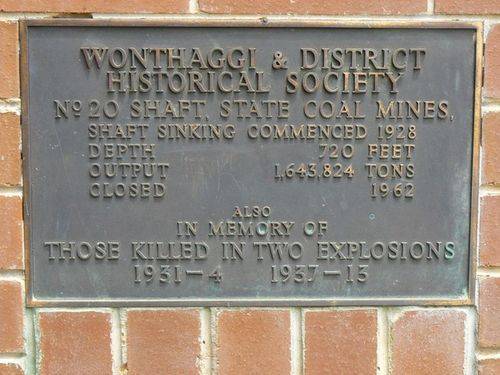 WONTHAGGI & DISTRICT
HISTORICAL SOCIETY
Nº 20 SHAFT, STATE COAL MINES,
SHAFT SINKING COMMENCED 1928
DEPTH 720 FEET
OUTPUT 1,643,824 TONS
CLOSED 1962
ALSO
IN MEMORY OF
THOSE KILLED IN TWO EXPLOSIONS
1931-4 1937-13